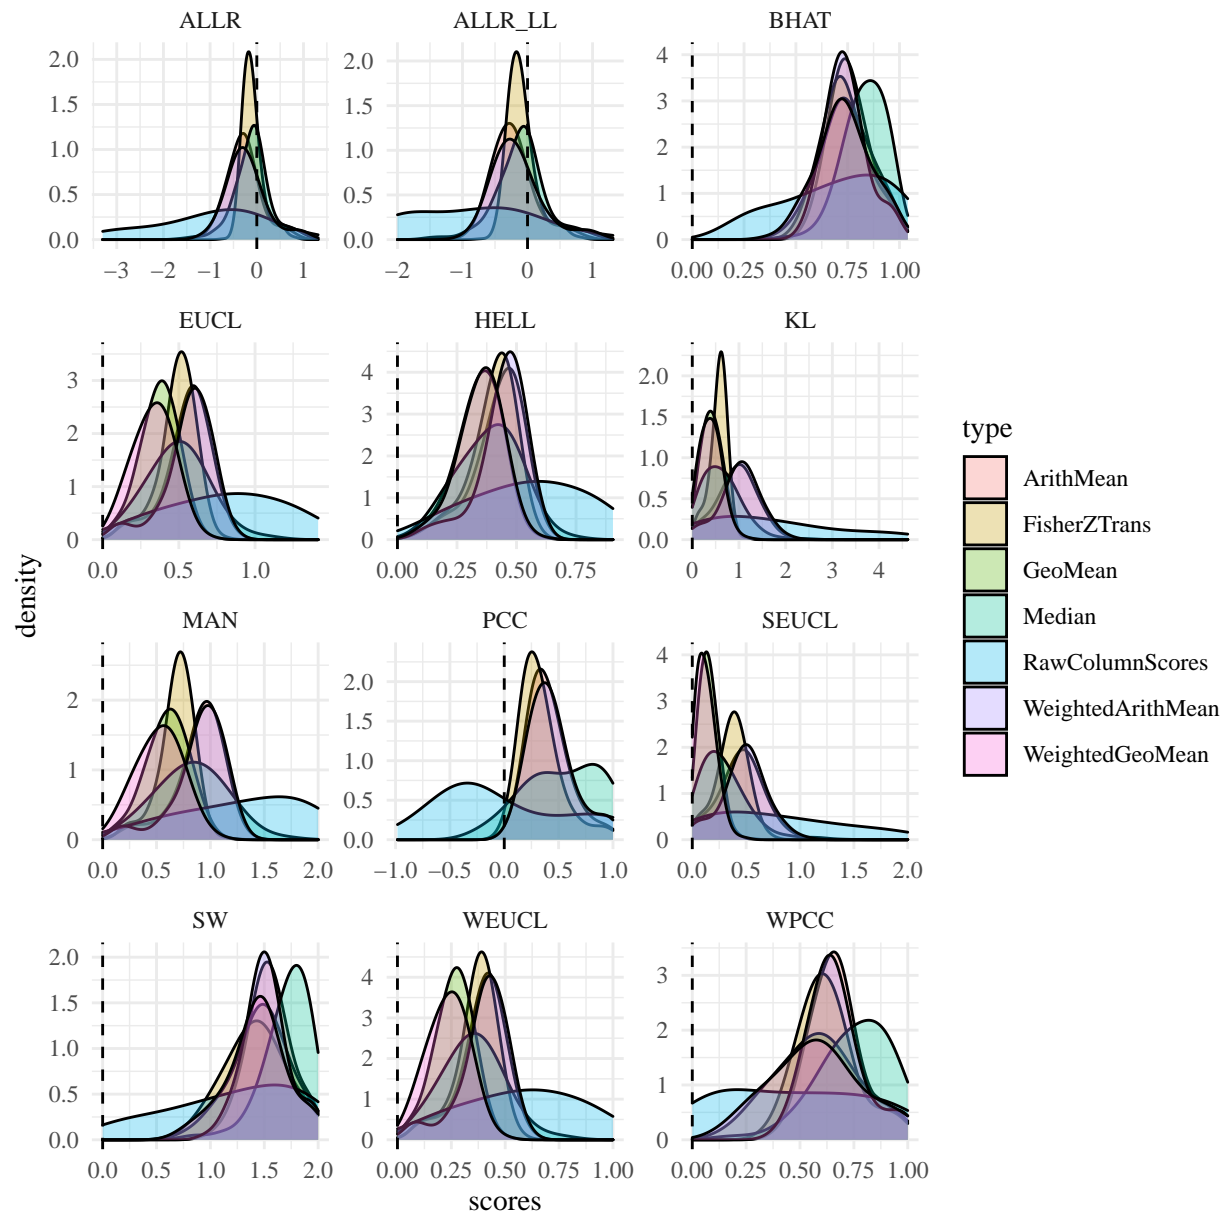 ALLR ALLR_LL BHAT
2.0 1.5 1.0 0.5 0.0
−3 −2 −1 0 1
2.0 1.5 1.0 0.5 0.0
−2 −1 0 1
4 3 2 1 0
0.00 0.25 0.50 0.75 1.00
EUCL HELL KL
3 2 1 0
0.0 0.5 1.0
4 3 2 1 0
0.00 0.25 0.50 0.75
2.0 1.5 1.0 0.5 0.0
0 1 2 3 4
MAN PCC SEUCL
2 1 0
0.0 0.5 1.0 1.5 2.0
2.0 1.5 1.0 0.5 0.0
−1.0 −0.5 0.0 0.5 1.0
4 3 2 1 0
0.0 0.5 1.0 1.5 2.0
SW WEUCL WPCC
2.0 1.5 1.0 0.5 0.0
0.0 0.5 1.0 1.5 2.0
4 3 2 1 0
0.00 0.25 0.50 0.75 1.00
3 2 1 0
0.00 0.25 0.50 0.75 1.00
density
scores
type
ArithMean
FisherZTrans
GeoMean
Median
RawColumnScores
WeightedArithMean
WeightedGeoMean